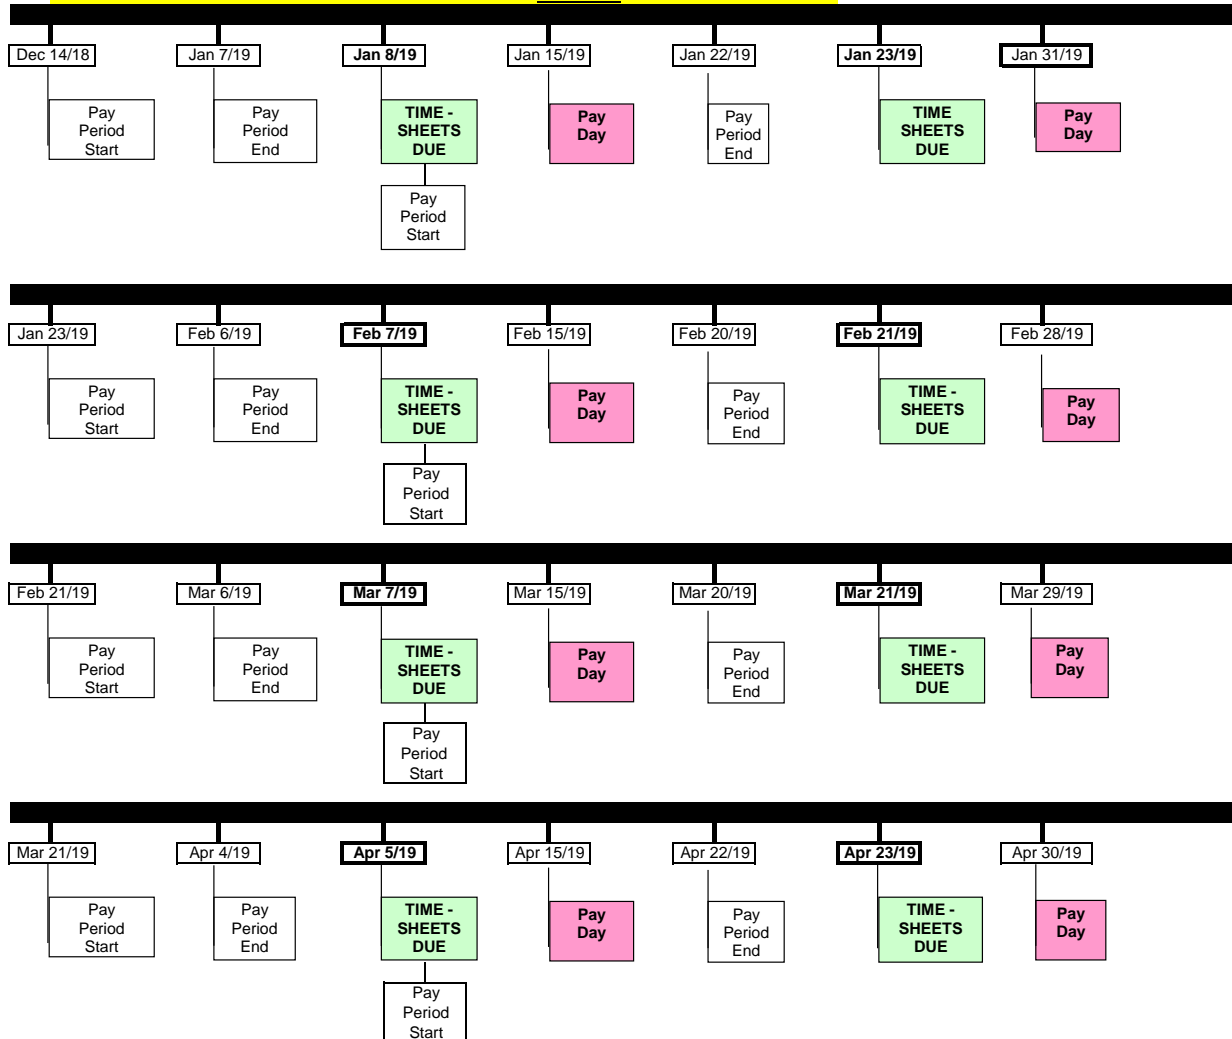 Dec 14/18 Jan 7/19 Jan 8/19 Jan 15/19 Jan 22/19 Jan 23/19 Jan 31/19
Pay
Period
Start
Pay
Period
End
TIME -
SHEETS
DUE
Pay
Day
Pay
Period
End
TIME
SHEETS
DUE
Pay
Day
Pay
Period
Start
Jan 23/19 Feb 6/19 Feb 7/19 Feb 15/19 Feb 20/19 Feb 21/19 Feb 28/19
Pay
Period
Start
Pay
Period
End
TIME -
SHEETS
DUE
Pay
Day
Pay
Period
End
TIME -
SHEETS
DUE
Pay
Day
Pay
Period
Start
Feb 21/19 Mar 6/19 Mar 7/19 Mar 15/19 Mar 20/19 Mar 21/19 Mar 29/19
Pay
Period
Start
Pay
Period
End
TIME -
SHEETS
DUE
Pay
Day
Pay
Period
End
TIME -
SHEETS
DUE
Pay
Day
Pay
Period
Start
Mar 21/19 Apr 4/19 Apr 5/19 Apr 15/19 Apr 22/19 Apr 23/19 Apr 30/19
Pay
Period
Start
Pay
Period
End
TIME -
SHEETS
DUE
Pay
Day
Pay
Period
End
TIME -
SHEETS
DUE
Pay
Day
Pay
Period
Start